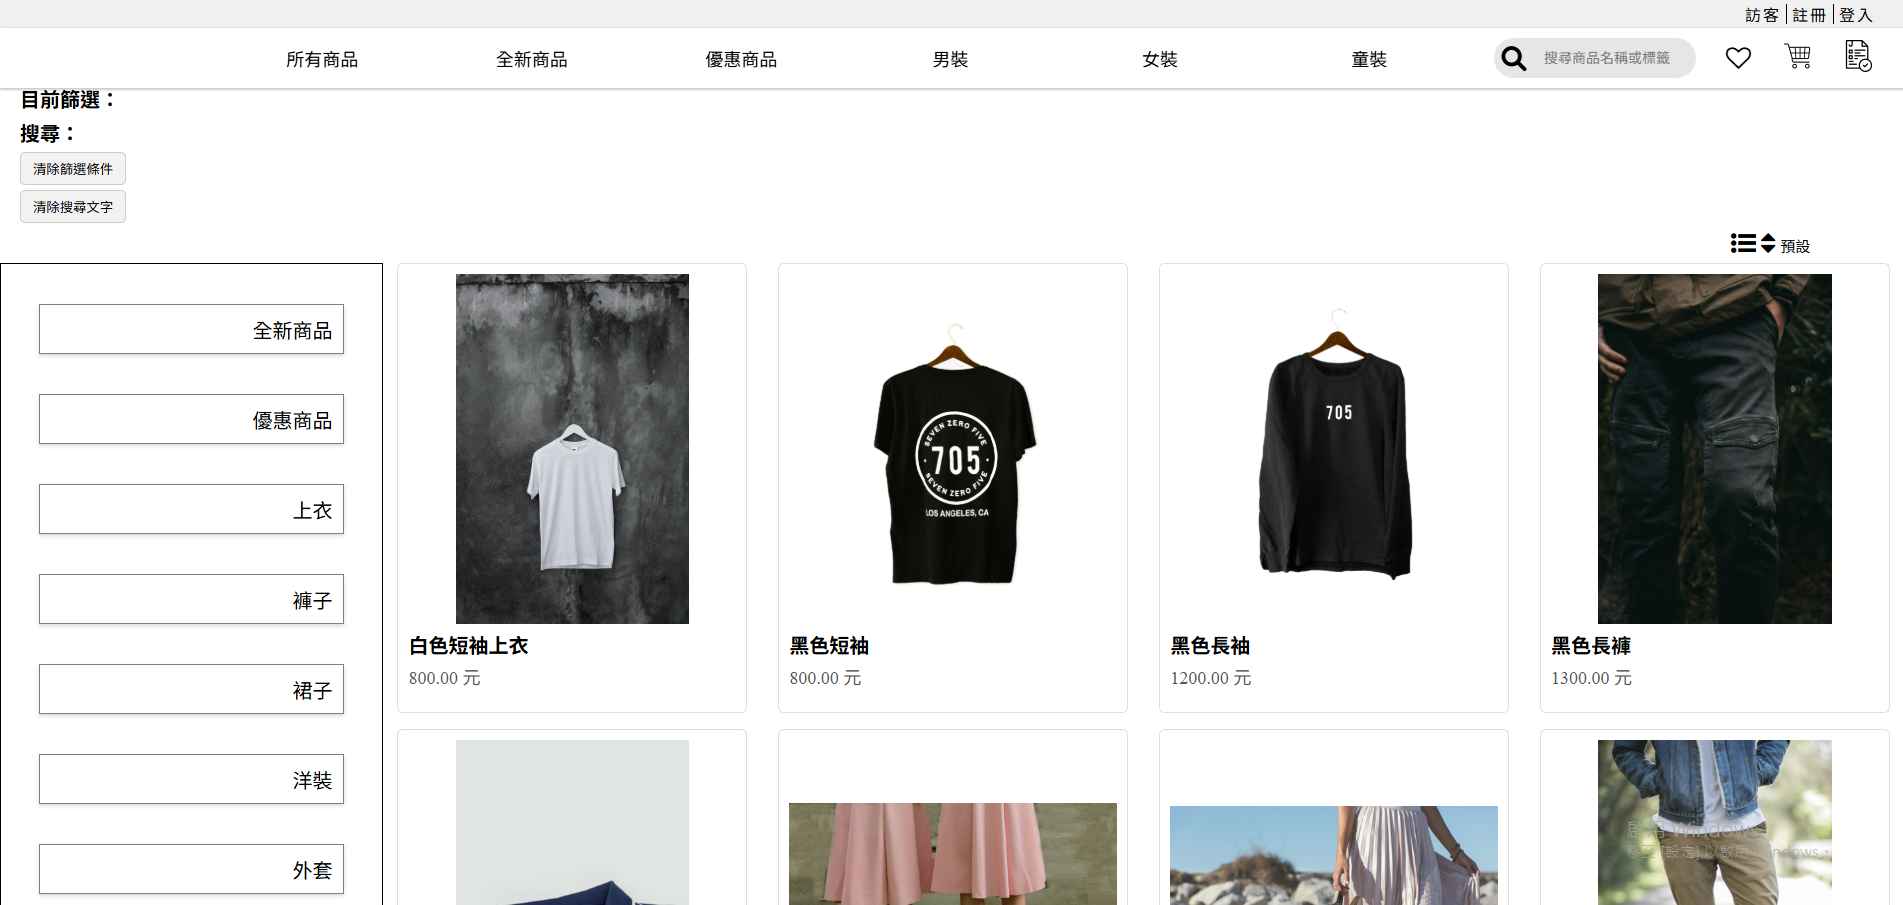 訪客 註冊 登入
所有商品 全新商品 優惠商品 男裝 女裝 童裝 搜尋商品名稱或標籤
目前篩選：
搜尋：
清除篩選條件
清除搜尋文字
預設
全新商品
優惠商品
上衣
褲子
裙子
洋裝
外套
SEVEN ZERO FIVE
705
SEVEN ZERO FIVE
LOS ANGELES, CA
705
白色短袖上衣
800.00 元
黑色短袖
800.00 元
黑色長袖
1200.00 元
黑色長褲
1300.00 元
啟用 Windows
移至 [設定] 以啟用 Windows。